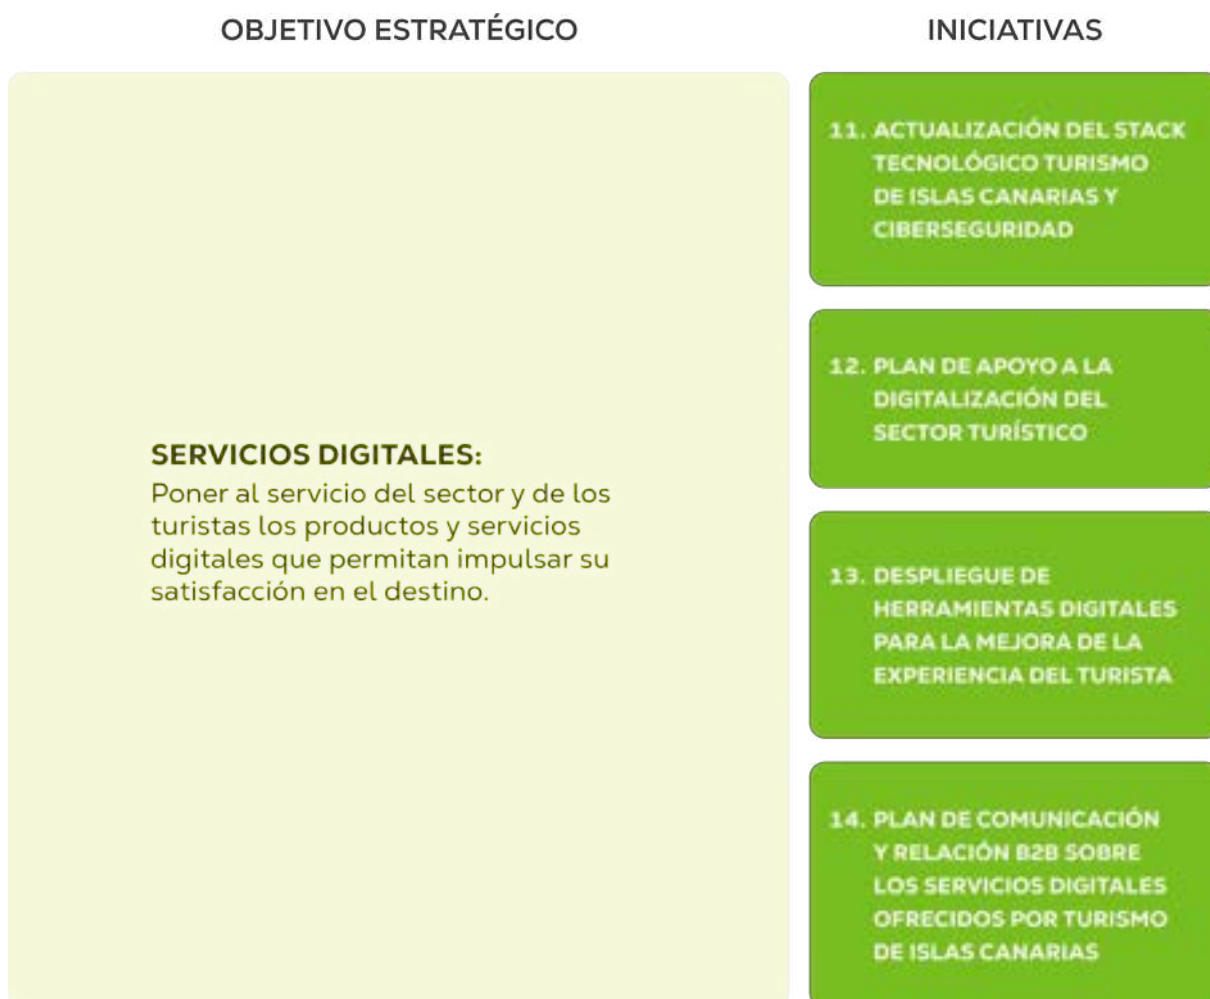 OBJETIVO ESTRATÉGICO
INICIATIVAS
SERVICIOS DIGITALES:
Poner al servicio del sector y de los
turistas los productos y servicios
digitales que permitan impulsar su
satisfacción en el destino.
11. ACTUALIZACIÓN DEL STACK
TECNOLÓGICO TURISMO
DE ISLAS CANARIAS Y
CIBERSEGURIDAD
12. PLAN DE APOYO A LA
DIGITALIZACIÓN DEL
SECTOR TURÍSTICO
13. DESPLIEGUE DE
HERRAMIENTAS DIGITALES
PARA LA MEJORA DE LA
EXPERIENCIA DEL TURISTA
14. PLAN DE COMUNICACIÓN
Y RELACIÓN B2B SOBRE
LOS SERVICIOS DIGITALES
OFRECIDOS POR TURISMO
DE ISLAS CANARIAS